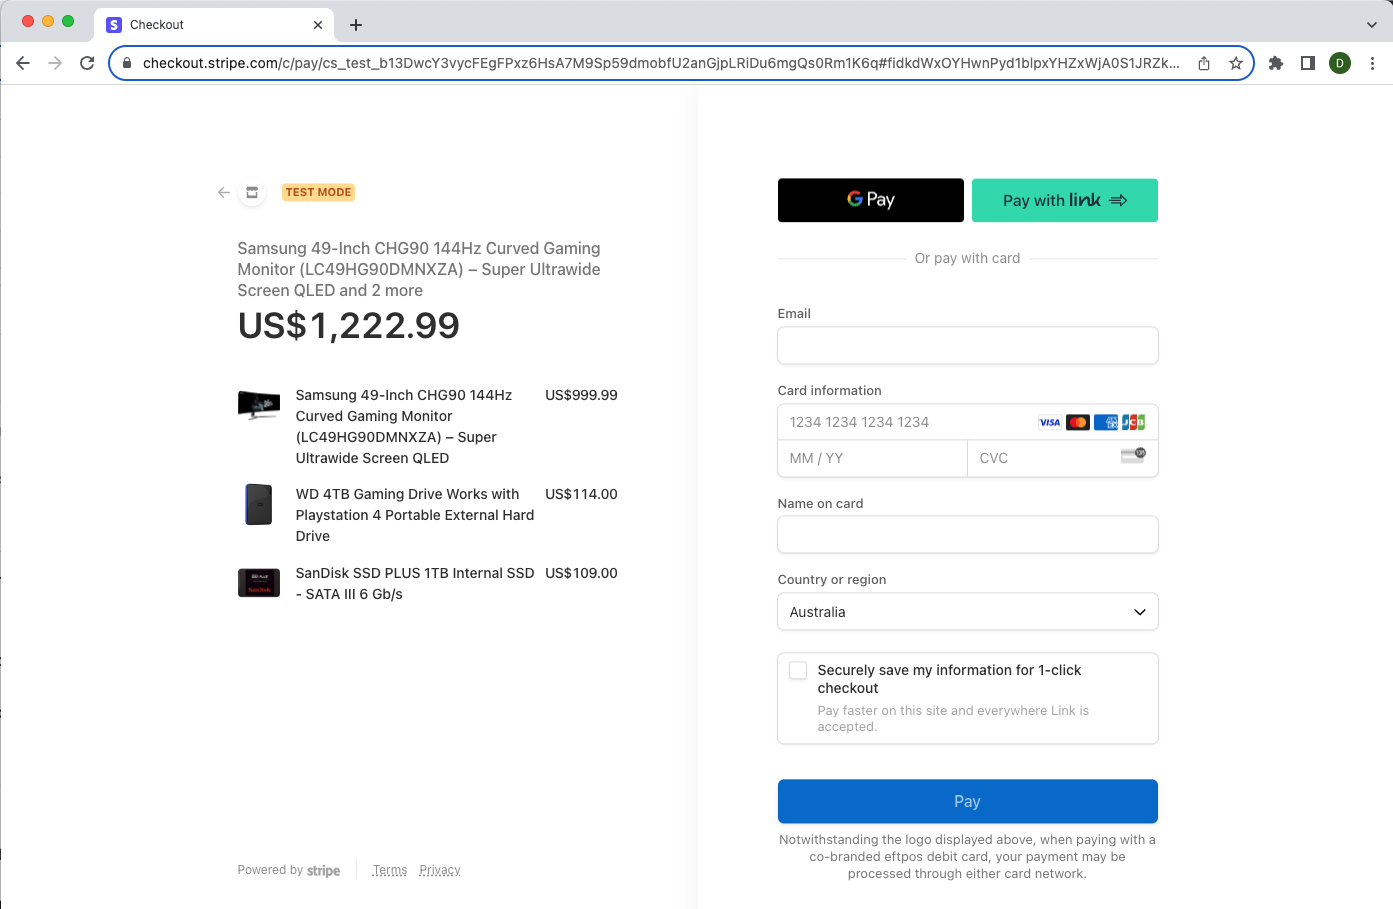 Checkout
checkout.stripe.com/c/pay/cs_test_b13DwcY3vycFEgFPxz6HsA7M9Sp59dmobfU2anGjpLRiDu6mgQs0Rm1K6q#fidkdWxOYHwnPyd1blpxYHZxWjA0S1JRZk...
D
TEST MODE
Samsung 49-Inch CHG90 144Hz Curved Gaming
Monitor (LC49HG90DMNXZA) – Super Ultrawide
Screen QLED and 2 more
US$1,222.99
Samsung 49-Inch CHG90 144Hz US$999.99
Curved Gaming Monitor
(LC49HG90DMNXZA) – Super
Ultrawide Screen QLED
WD 4TB Gaming Drive Works with US$114.00
Playstation 4 Portable External Hard
Drive
SanDisk SSD PLUS 1TB Internal SSD US$109.00
- SATA III 6 Gb/s
Powered by stripe Terms Privacy
G Pay
Pay with link
Or pay with card
Email
Card information
1234 1234 1234 1234 VISA
MM / YY
CVC
Name on card
Country or region
Australia
Securely save my information for 1-click
checkout
Pay faster on this site and everywhere Link is
accepted.
Pay
Notwithstanding the logo displayed above, when paying with a
co-branded eftpos debit card, your payment may be
processed through either card network.